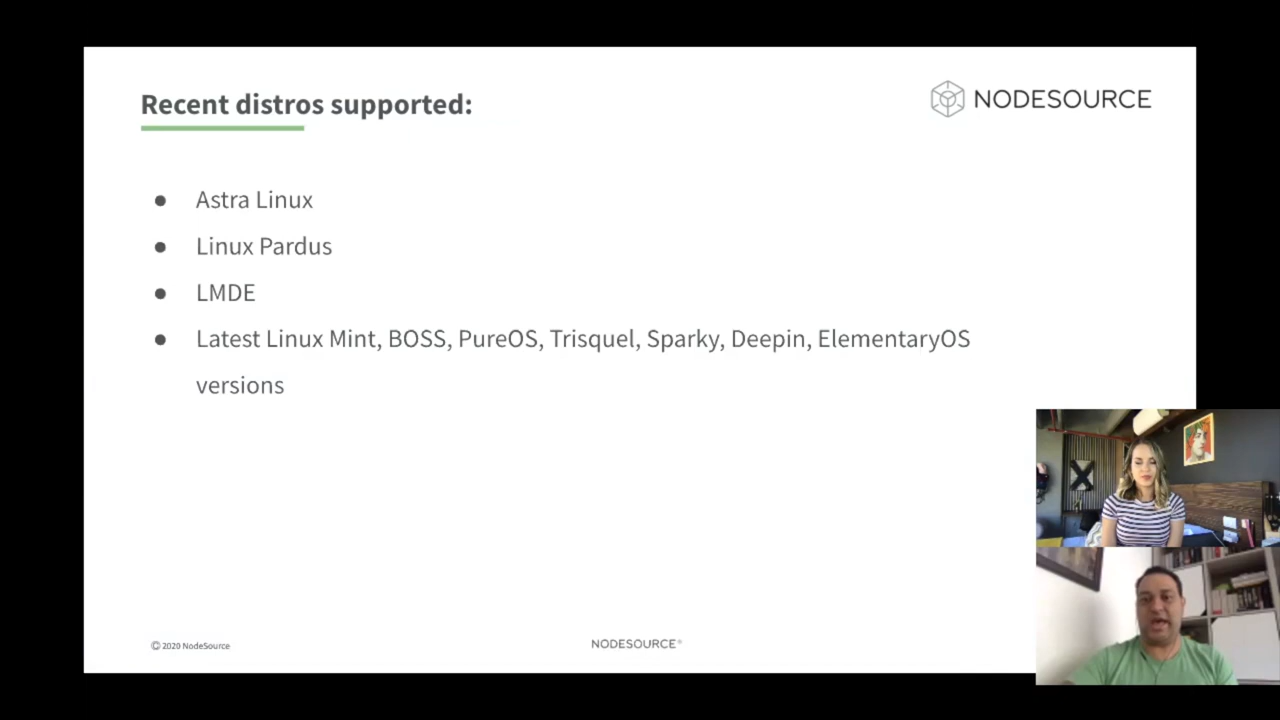 Recent distros supported:
NODESOURCE
● Astra Linux
● Linux Pardus
● LMDE
● Latest Linux Mint, BOSS, PureOS, Trisquel, Sparky, Deepin, ElementaryOS
versions
© 2020 NodeSource
NODESOURCE®